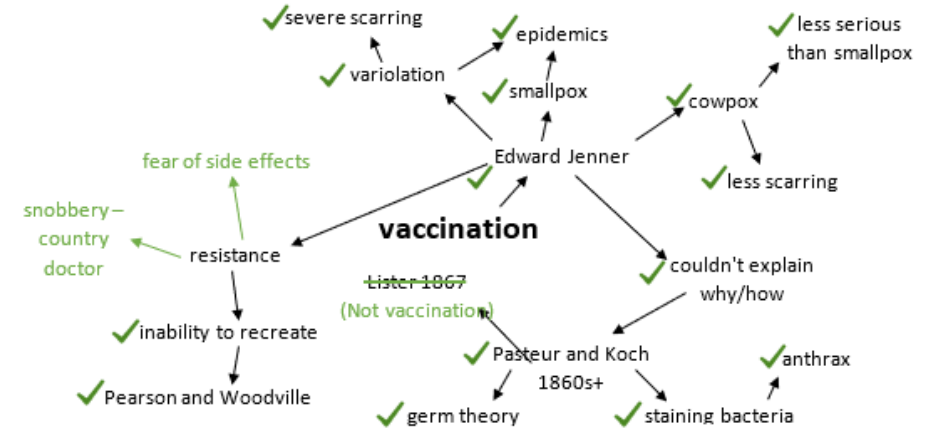 severe scarring
epidemics
less serious
than smallpox
variolation
smallpox
cowpox
Edward Jenner
fear of side effects
less scarring
snobbery –
country
doctor
vaccination
resistance
couldn't explain
why/how
Lister 1867
(Not vaccination)
inability to recreate
Pasteur and Koch
1860s+
anthrax
Pearson and Woodville
germ theory
staining bacteria